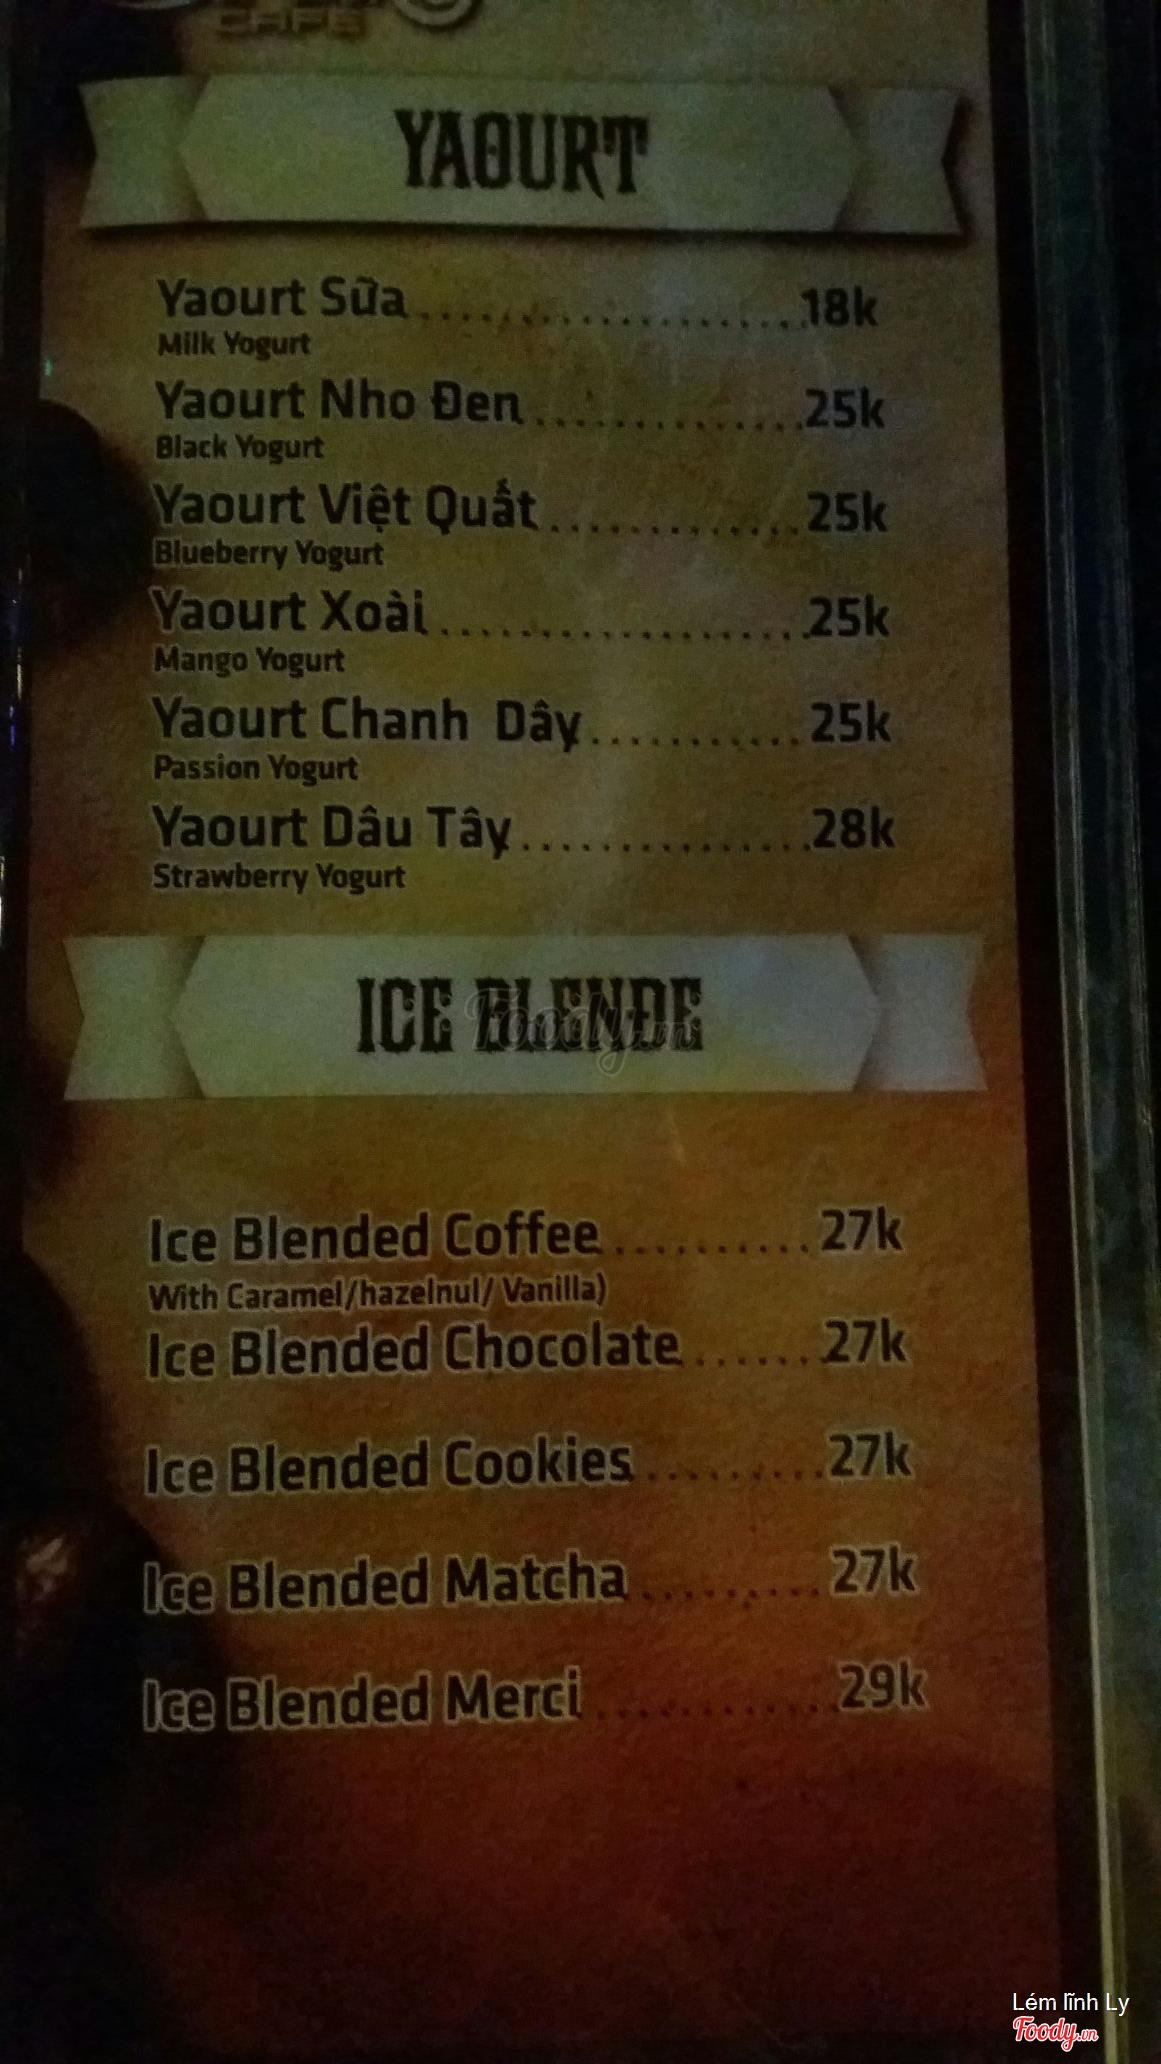 CAFE
YAOURT
Yaourt Sữa....................18k
Milk Yogurt
Yaourt Nho Đen..............25k
Black Yogurt
Yaourt Việt Quất.............25k
Blueberry Yogurt
Yaourt Xoài...................25k
Mango Yogurt
Yaourt Chanh Dây...........25k
Passion Yogurt
Yaourt Dâu Tây...............28k
Strawberry Yogurt
ICE BLENDE
Foody.vn
Ice Blended Coffee..........27k
With Caramel/hazelnul/ Vanilla)
Ice Blended Chocolate......27k
Ice Blended Cookies.........27k
Ice Blended Matcha.........27k
Ice Blended Merci............29k
Lém lĩnh Ly
Foody.vn